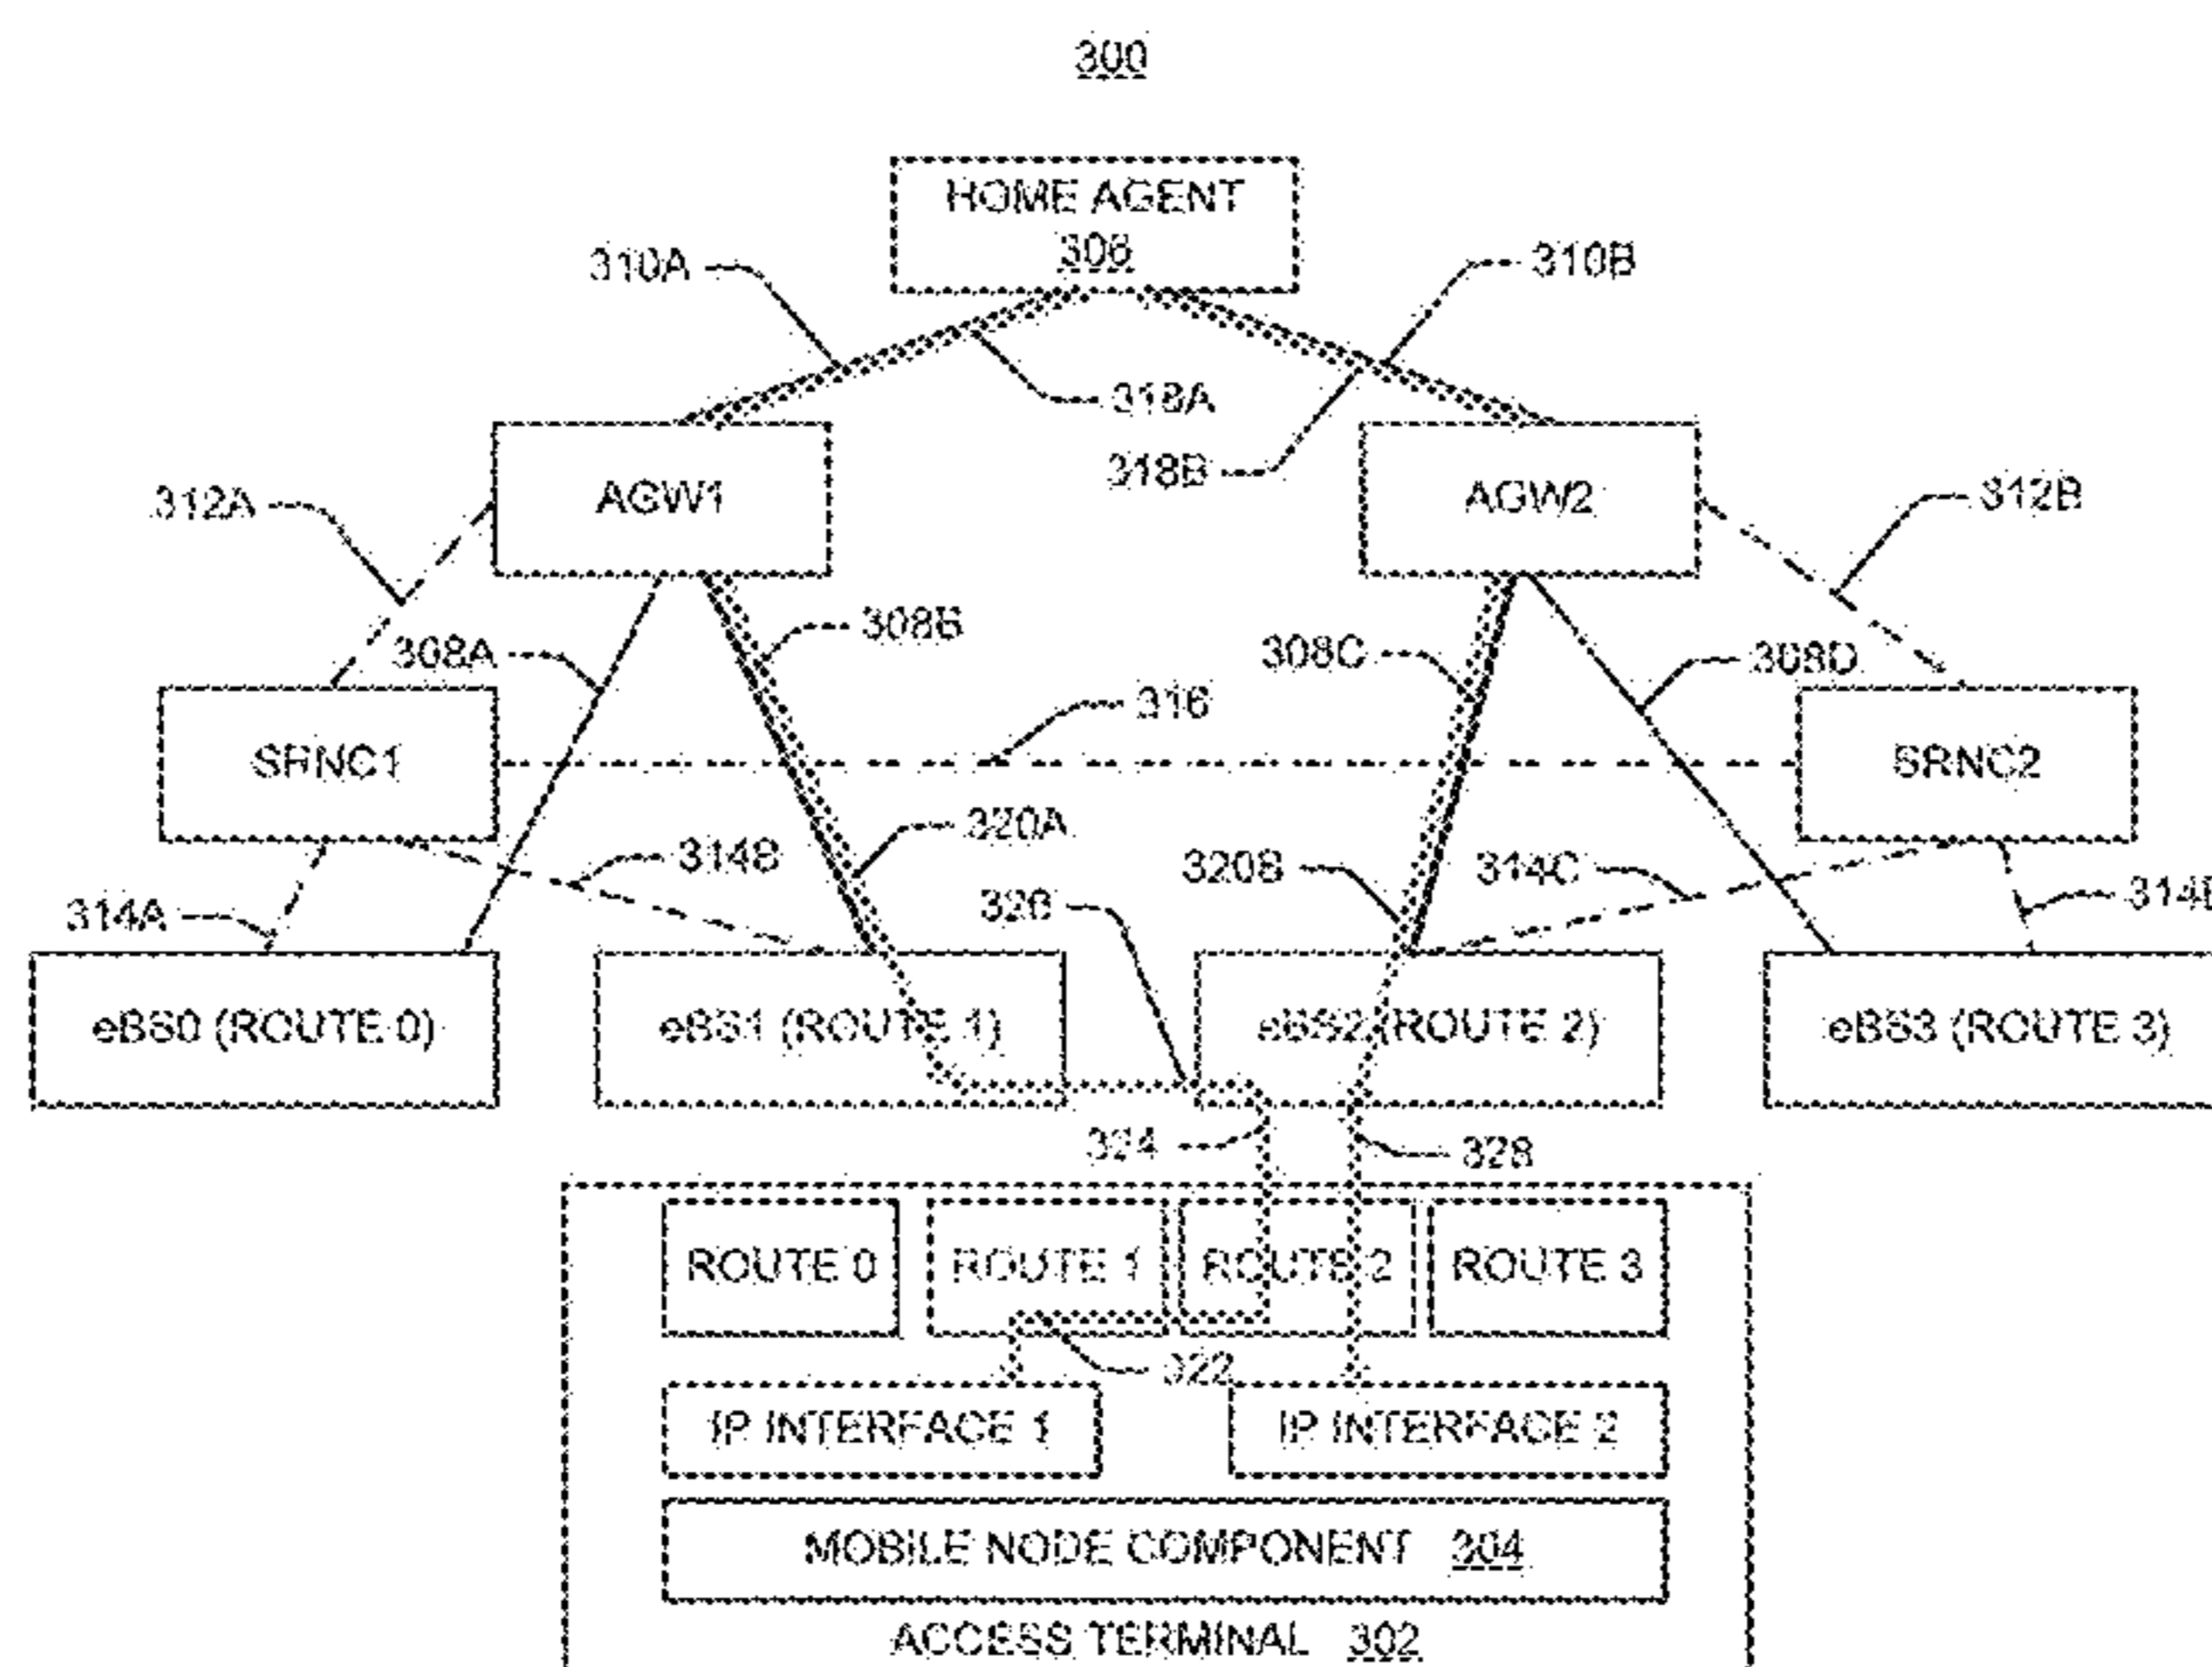 300
HOME AGENT
306
310A
310B
318A
318B
AGW1
AGW2
312A
312B
308A
308B
308C
308D
316
SRNC1
SRNC2
320A
320B
314A
314B
314C
326
eBS0 (ROUTE 0)
eBS1 (ROUTE 1)
eBS2 (ROUTE 2)
eBS3 (ROUTE 3)
324
328
ROUTE 0
ROUTE 1
ROUTE 2
ROUTE 3
322
IP INTERFACE 1
IP INTERFACE 2
MOBILE NODE COMPONENT 304
ACCESS TERMINAL 302